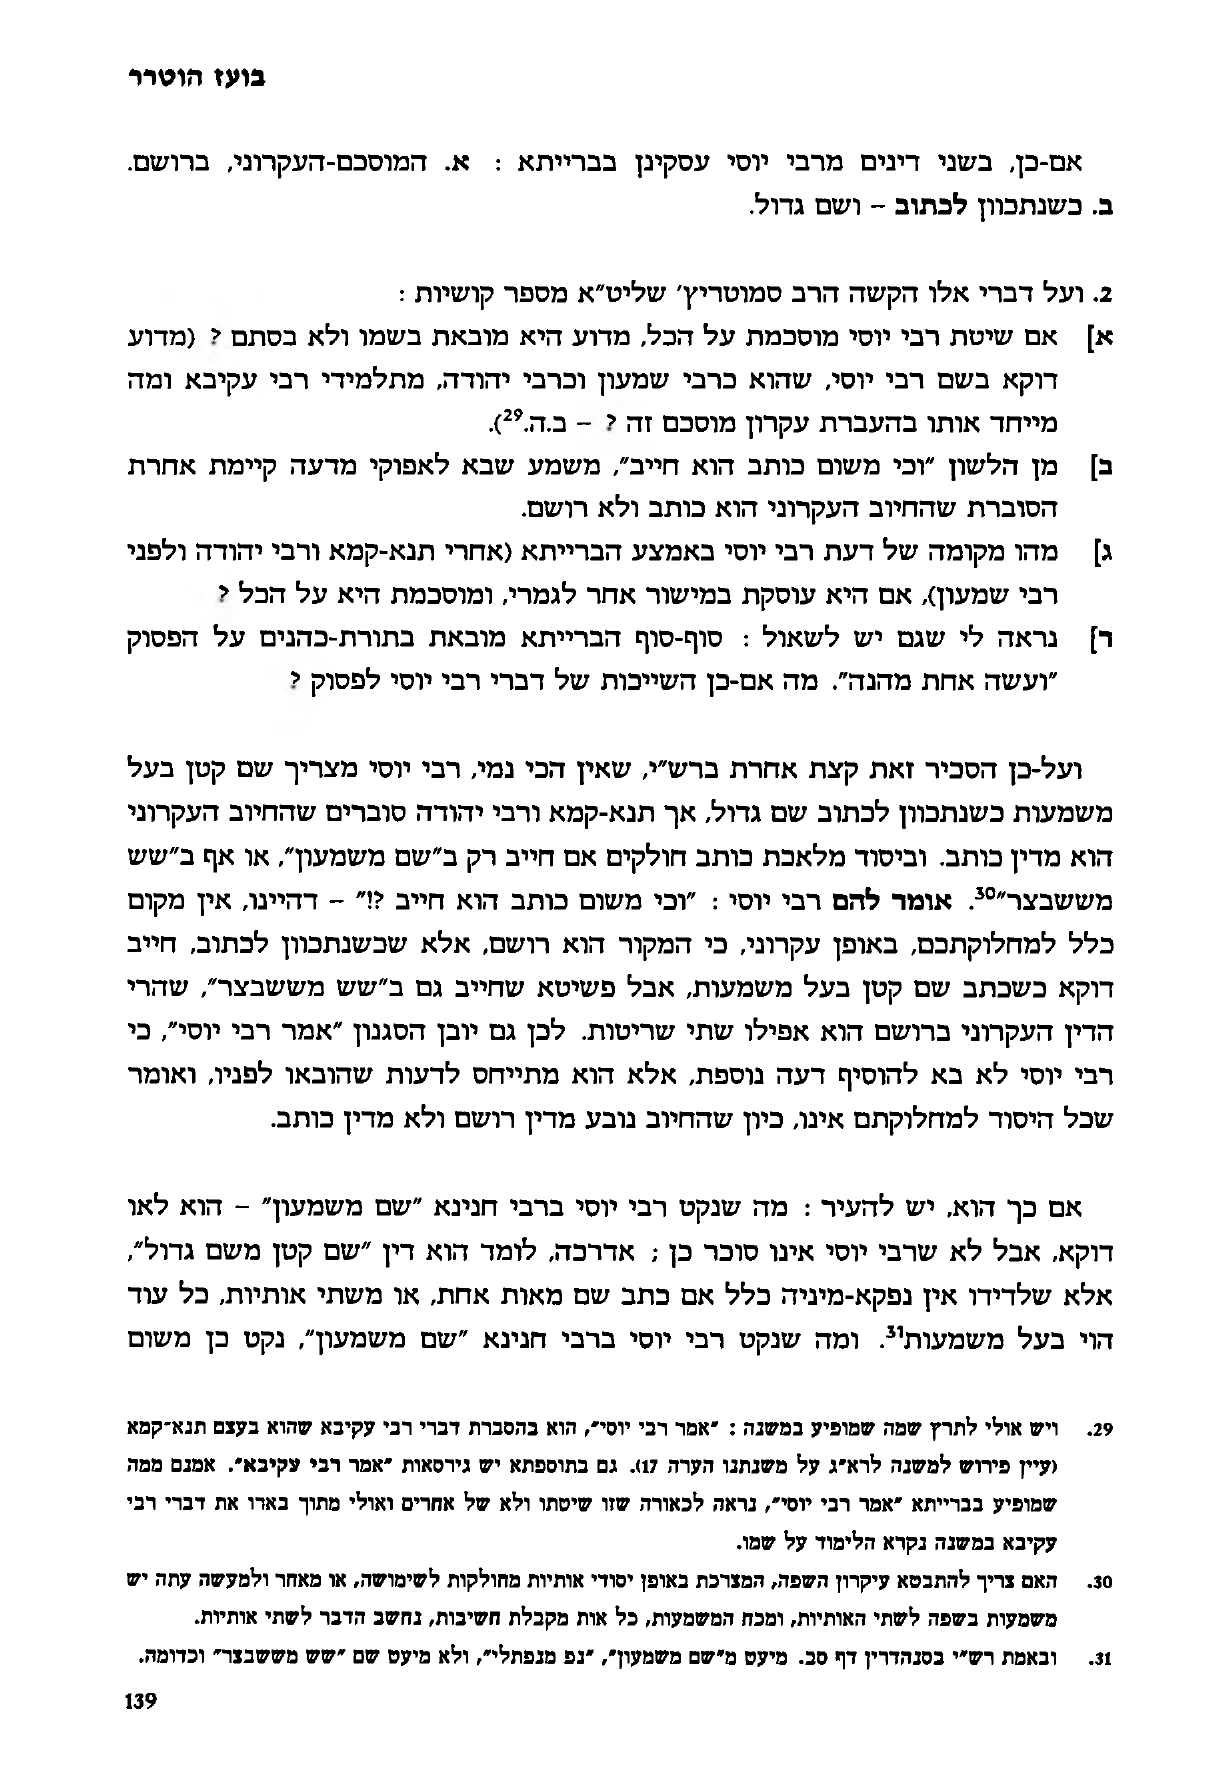 בועז הוטרר
אם-כן, בשני דינים מרבי יוסי עסקינן בברייתא : א. המוסכם-העקרוני, ברושם.
ב. כשנתכוון לכתוב – ושם גדול.
2. ועל דברי אלו הקשה הרב סמוטריץ' שליט"א מספר קושיות :
א] אם שיטת רבי יוסי מוסכמת על הכל, מדוע היא מובאת בשמו ולא בסתם ? (מדוע
דוקא בשם רבי יוסי, שהוא כרבי שמעון וכרבי יהודה, מתלמידי רבי עקיבא ומה
מייחד אותו בהעברת עקרון מוסכם זה ? – ב.ה.29).
ב] מן הלשון "וכי משום כותב הוא חייב", משמע שבא לאפוקי מדעה קיימת אחרת
הסוברת שהחיוב העקרוני הוא כותב ולא רושם.
ג] מהו מקומה של דעת רבי יוסי באמצע הברייתא (אחרי תנא-קמא ורבי יהודה ולפני
רבי שמעון), אם היא עוסקת במישור אחר לגמרי, ומוסכמת היא על הכל ?
ד] נראה לי שגם יש לשאול : סוף-סוף הברייתא מובאת בתורת-כהנים על הפסוק
"ועשה אחת מהנה". מה אם-כן השייכות של דברי רבי יוסי לפסוק ?
ועל-כן הסביר זאת קצת אחרת ברש"י, שאין הכי נמי, רבי יוסי מצריך שם קטן בעל
משמעות כשנתכוון לכתוב שם גדול, אך תנא-קמא ורבי יהודה סוברים שהחיוב העקרוני
הוא מדין כותב. וביסוד מלאכת כותב חולקים אם חייב רק ב"שם משמעון", או אף ב"שש
מששבצר"30. אומר להם רבי יוסי : "וכי משום כותב הוא חייב ?!" – דהיינו, אין מקום
כלל למחלוקתכם, באופן עקרוני, כי המקור הוא רושם, אלא שכשנתכוון לכתוב, חייב
דוקא כשכתב שם קטן בעל משמעות, אבל פשיטא שחייב גם ב"שש מששבצר", שהרי
הדין העקרוני ברושם הוא אפילו שתי שריטות. לכן גם יובן הסגנון "אמר רבי יוסי", כי
רבי יוסי לא בא להוסיף דעה נוספת, אלא הוא מתייחס לדעות שהובאו לפניו, ואומר
שכל היסוד למחלוקתם אינו, כיון שהחיוב נובע מדין רושם ולא מדין כותב.
אם כך הוא, יש להעיר : מה שנקט רבי יוסי ברבי חנינא "שם משמעון" – הוא לאו
דוקא, אבל לא שרבי יוסי אינו סובר כן ; אדרבה, לומד הוא דין "שם קטן משם גדול",
אלא שלדידו אין נפקא-מיניה כלל אם כתב שם מאות אחת, או משתי אותיות, כל עוד
הוי בעל משמעות31. ומה שנקט רבי יוסי ברבי חנינא "שם משמעון", נקט כן משום
29. ויש אולי לתרץ שמה שמופיע במשנה : "אמר רבי יוסי", הוא בהסברת דברי רבי עקיבא שהוא בעצם תנא-קמא
(עיין פירוש למשנה לרא"ג על משנתנו הערה 17). גם בתוספתא יש גירסאות "אמר רבי עקיבא". אמנם ממה
שמופיע בברייתא "אמר רבי יוסי", נראה לכאורה שזו שיטתו ולא של אחרים ואולי מתוך בארו את דברי רבי
עקיבא במשנה נקרא הלימוד על שמו.
30. האם צריך להתבטא עיקרון השפה, המצרכת באופן יסודי אותיות מחולקות לשימושה, או מאחר ולמעשה עתה יש
משמעות בשפה לשתי האותיות, ומכח המשמעות, כל אות מקבלת חשיבות, נחשב הדבר לשתי אותיות.
31. ובאמת רש"י בסנהדרין דף סב. מיעט מ"שם משמעון", "נפ מנפתלי", ולא מיעט שם "שש מששבצר" וכדומה.
139